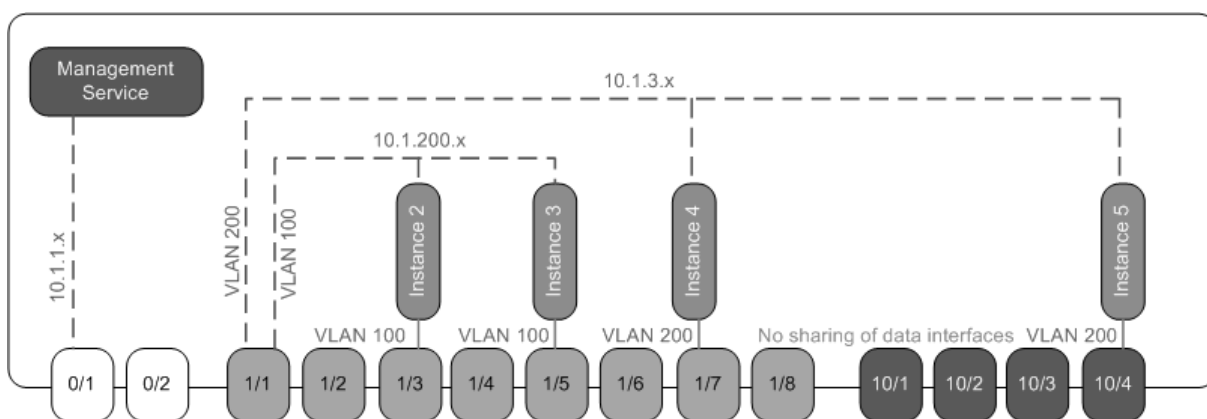 Management
Service
10.1.3.x
10.1.200.x
10.1.1.x
VLAN 200
VLAN 100
Instance 2
Instance 3
Instance 4
Instance 5
VLAN 100
VLAN 100
VLAN 200
No sharing of data interfaces
VLAN 200
0/1
0/2
1/1
1/2
1/3
1/4
1/5
1/6
1/7
1/8
10/1
10/2
10/3
10/4